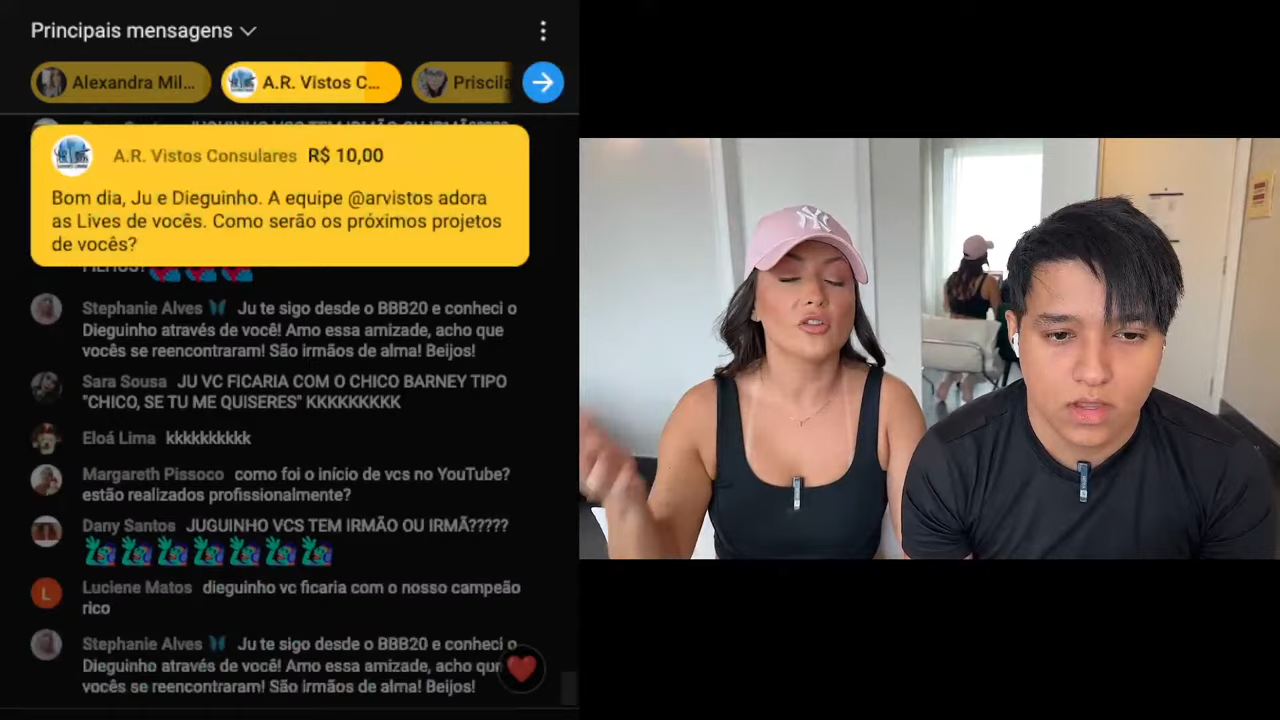 Principais mensagens
Alexandra Mil...
A.R. Vistos C...
Priscila
A.R. Vistos Consulares R$ 10,00
Bom dia, Ju e Dieguinho. A equipe @arvistos adora
as Lives de vocês. Como serão os próximos projetos
de vocês?
Stephanie Alves Ju te sigo desde o BBB20 e conheci o
Dieguinho através de você! Amo essa amizade, acho que
vocês se reencontraram! São irmãos de alma! Beijos!
Sara Sousa JU VC FICARIA COM O CHICO BARNEY TIPO
"CHICO, SE TU ME QUISERES" KKKKKKKKK
Eloá Lima kkkkkkkkkk
Margareth Pissoco como foi o início de vcs no YouTube?
estão realizados profissionalmente?
Dany Santos JUGUINHO VCS TEM IRMÃO OU IRMÃ?????
L
Luciene Matos dieguinho vc ficaria com o nosso campeão
rico
Stephanie Alves Ju te sigo desde o BBB20 e conheci o
Dieguinho através de você! Amo essa amizade, acho que
vocês se reencontraram! São irmãos de alma! Beijos!
NY